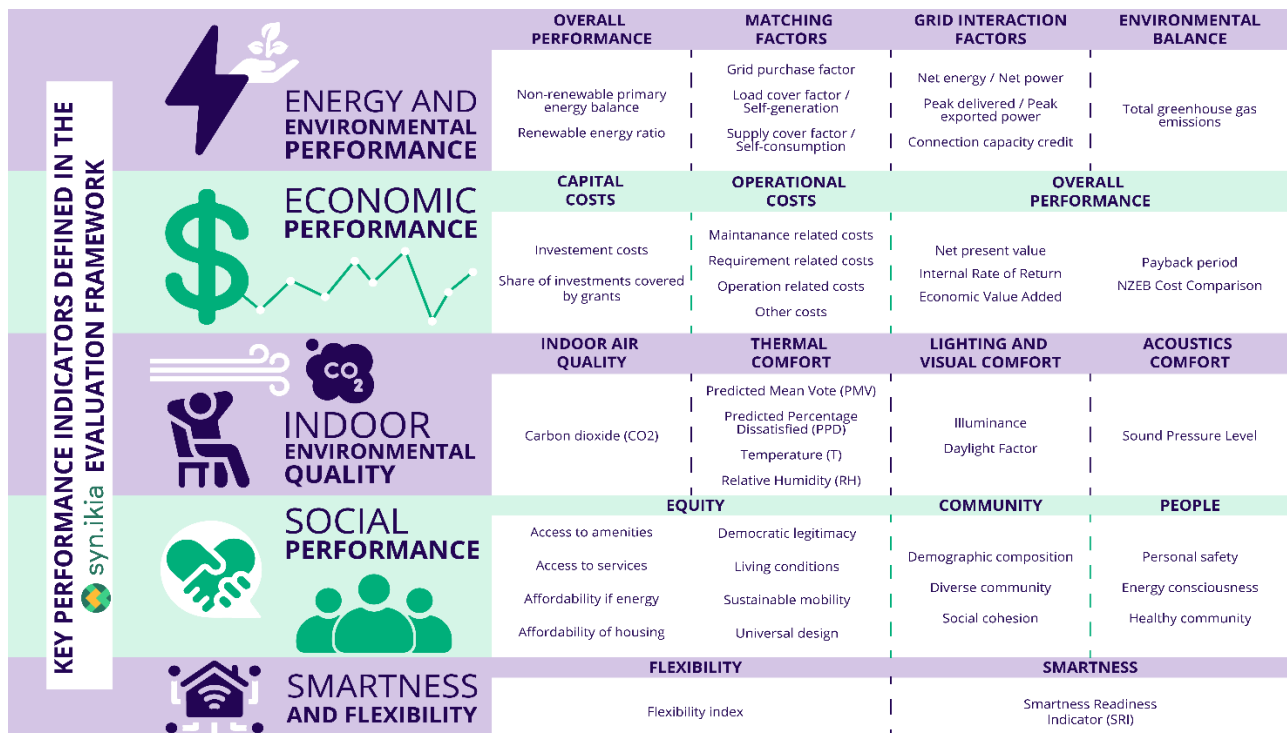 KEY PERFORMANCE INDICATORS DEFINED IN THE
syn.ikia EVALUATION FRAMEWORK
ENERGY AND
ENVIRONMENTAL
PERFORMANCE
OVERALL
PERFORMANCE
Non-renewable primary
energy balance
Renewable energy ratio
MATCHING
FACTORS
Grid purchase factor
Load cover factor /
Self-generation
Supply cover factor /
Self-consumption
GRID INTERACTION
FACTORS
Net energy / Net power
Peak delivered / Peak
exported power
Connection capacity credit
ENVIRONMENTAL
BALANCE
Total greenhouse gas
emissions
ECONOMIC
PERFORMANCE
CAPITAL
COSTS
Investement costs
Share of investments covered
by grants
OPERATIONAL
COSTS
Maintanance related costs
Requirement related costs
Operation related costs
Other costs
OVERALL
PERFORMANCE
Net present value
Internal Rate of Return
Economic Value Added
Payback period
NZEB Cost Comparison
CO2
INDOOR
ENVIRONMENTAL
QUALITY
INDOOR AIR
QUALITY
Carbon dioxide (CO2)
THERMAL
COMFORT
Predicted Mean Vote (PMV)
Predicted Percentage
Dissatisfied (PPD)
Temperature (T)
Relative Humidity (RH)
LIGHTING AND
VISUAL COMFORT
Illuminance
Daylight Factor
ACOUSTICS
COMFORT
Sound Pressure Level
SOCIAL
PERFORMANCE
EQUITY
Access to amenities
Access to services
Affordability if energy
Affordability of housing
Democratic legitimacy
Living conditions
Sustainable mobility
Universal design
COMMUNITY
Demographic composition
Diverse community
Social cohesion
PEOPLE
Personal safety
Energy consciousness
Healthy community
SMARTNESS
AND FLEXIBILITY
FLEXIBILITY
Flexibility index
SMARTNESS
Smartness Readiness
Indicator (SRI)